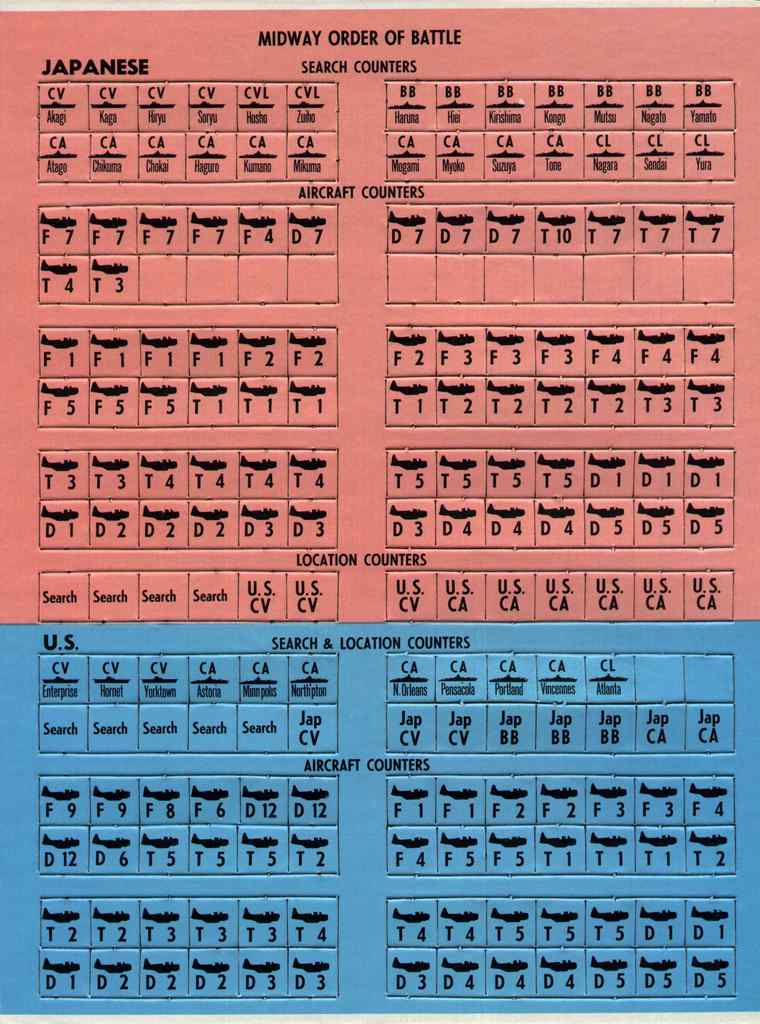 MIDWAY ORDER OF BATTLE
JAPANESE
SEARCH COUNTERS
CV CV CV CV CVL CVL BB BB BB BB BB BB BB
Akagi Kaga Hiryu Soryu Hosho Zuiho Haruna Hiei Kirishima Kongo Mutsu Nagato Yamato
CA CA CA CA CA CA CA CA CA CA CL CL CL
Atago Chikuma Chokai Haguro Kumano Mikuma Mogami Myoko Suzuya Tone Nagara Sendai Yura
AIRCRAFT COUNTERS
F 7 F 7 F 7 F 7 F 4 D 7 D 7 D 7 D 7 T 10 T 7 T 7 T 7
T 4 T 3
F 1 F 1 F 1 F 1 F 2 F 2 F 2 F 3 F 3 F 3 F 4 F 4 F 4
F 5 F 5 F 5 T 1 T 1 T 1 T 1 T 2 T 2 T 2 T 2 T 3 T 3
T 3 T 3 T 4 T 4 T 4 T 4 T 5 T 5 T 5 T 5 D 1 D 1 D 1
D 1 D 2 D 2 D 2 D 3 D 3 D 3 D 4 D 4 D 4 D 5 D 5 D 5
LOCATION COUNTERS
Search Search Search Search U.S. U.S. U.S. U.S. U.S. U.S. U.S. U.S. U.S.
CV CV CV CA CA CA CA CA CA
U.S.
SEARCH & LOCATION COUNTERS
CV CV CV CA CA CA CA CA CA CA CL
Enterprise Hornet Yorktown Astoria Minnpolis North'pton N.Orleans Pensacola Portland Vincennes Atlanta
Search Search Search Search Search Jap Jap Jap Jap Jap Jap Jap Jap
CV CV CV BB BB BB CA CA
AIRCRAFT COUNTERS
F 9 F 9 F 8 F 6 D 12 D 12 F 1 F 1 F 2 F 2 F 3 F 3 F 4
D 12 D 6 T 5 T 5 T 5 T 2 F 4 F 5 F 5 T 1 T 1 T 1 T 2
T 2 T 2 T 3 T 3 T 3 T 4 T 4 T 4 T 5 T 5 T 5 D 1 D 1
D 1 D 2 D 2 D 2 D 3 D 3 D 3 D 4 D 4 D 4 D 5 D 5 D 5